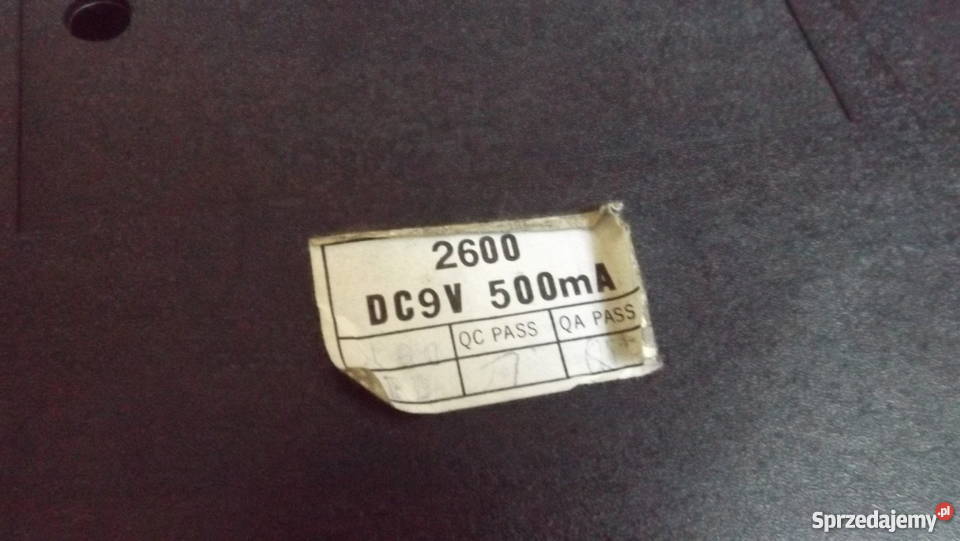 2600
DC9V 500mA
QC PASS QA PASS
Sprzedajemy.pl